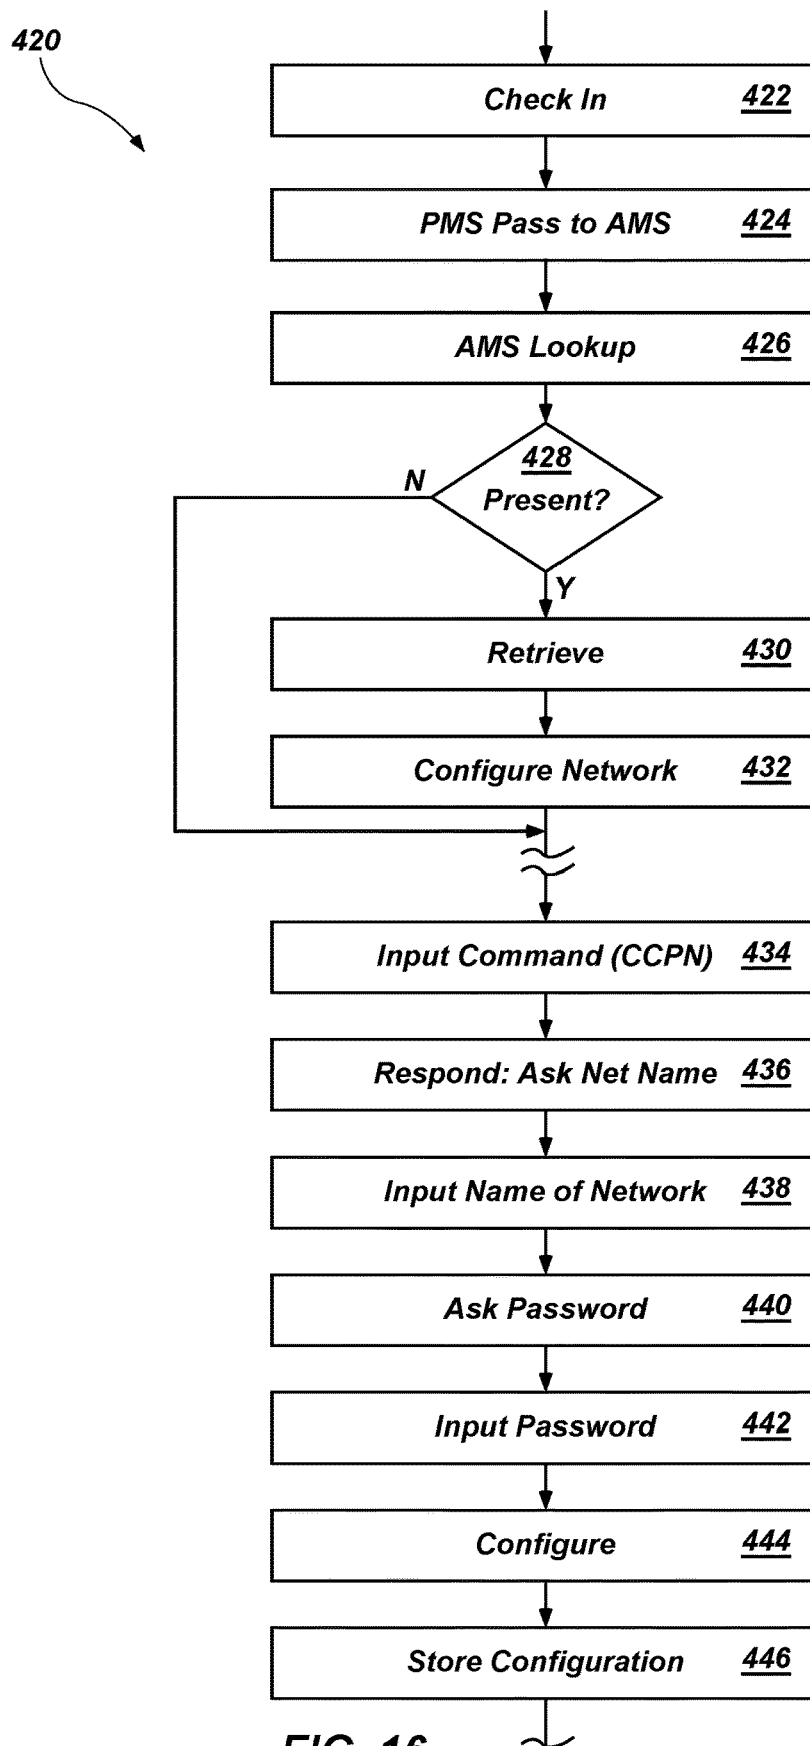 420
Check In 422
PMS Pass to AMS 424
AMS Lookup 426
428
N
Present?
Y
Retrieve 430
Configure Network 432
Input Command (CCPN) 434
Respond: Ask Net Name 436
Input Name of Network 438
Ask Password 440
Input Password 442
Configure 444
Store Configuration 446
FIG. 16